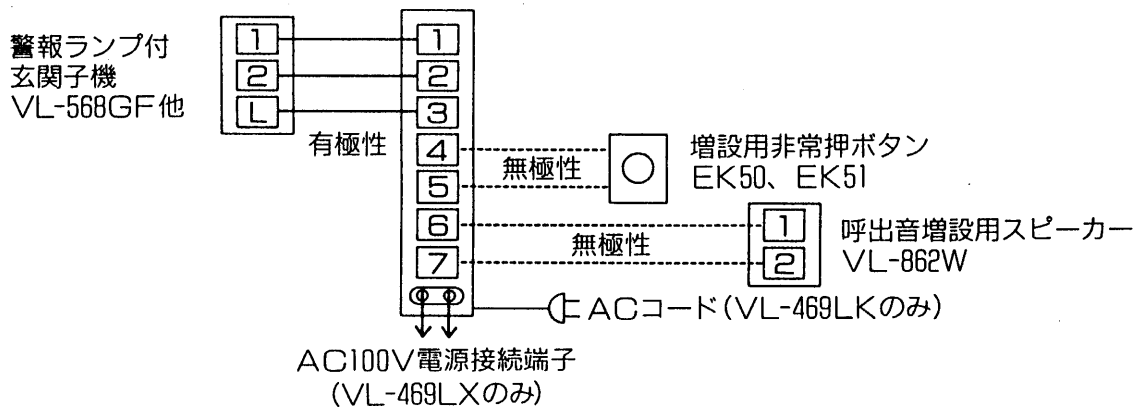 警報ランプ付
玄関子機
VL-568GF他
1
2
L
1
2
3
4
5
6
7
有極性
無極性
増設用非常押ボタン
EK50、EK51
無極性
1
2
呼出音増設用スピーカー
VL-862W
ACコード(VL-469LKのみ)
AC100V電源接続端子
(VL-469LXのみ)